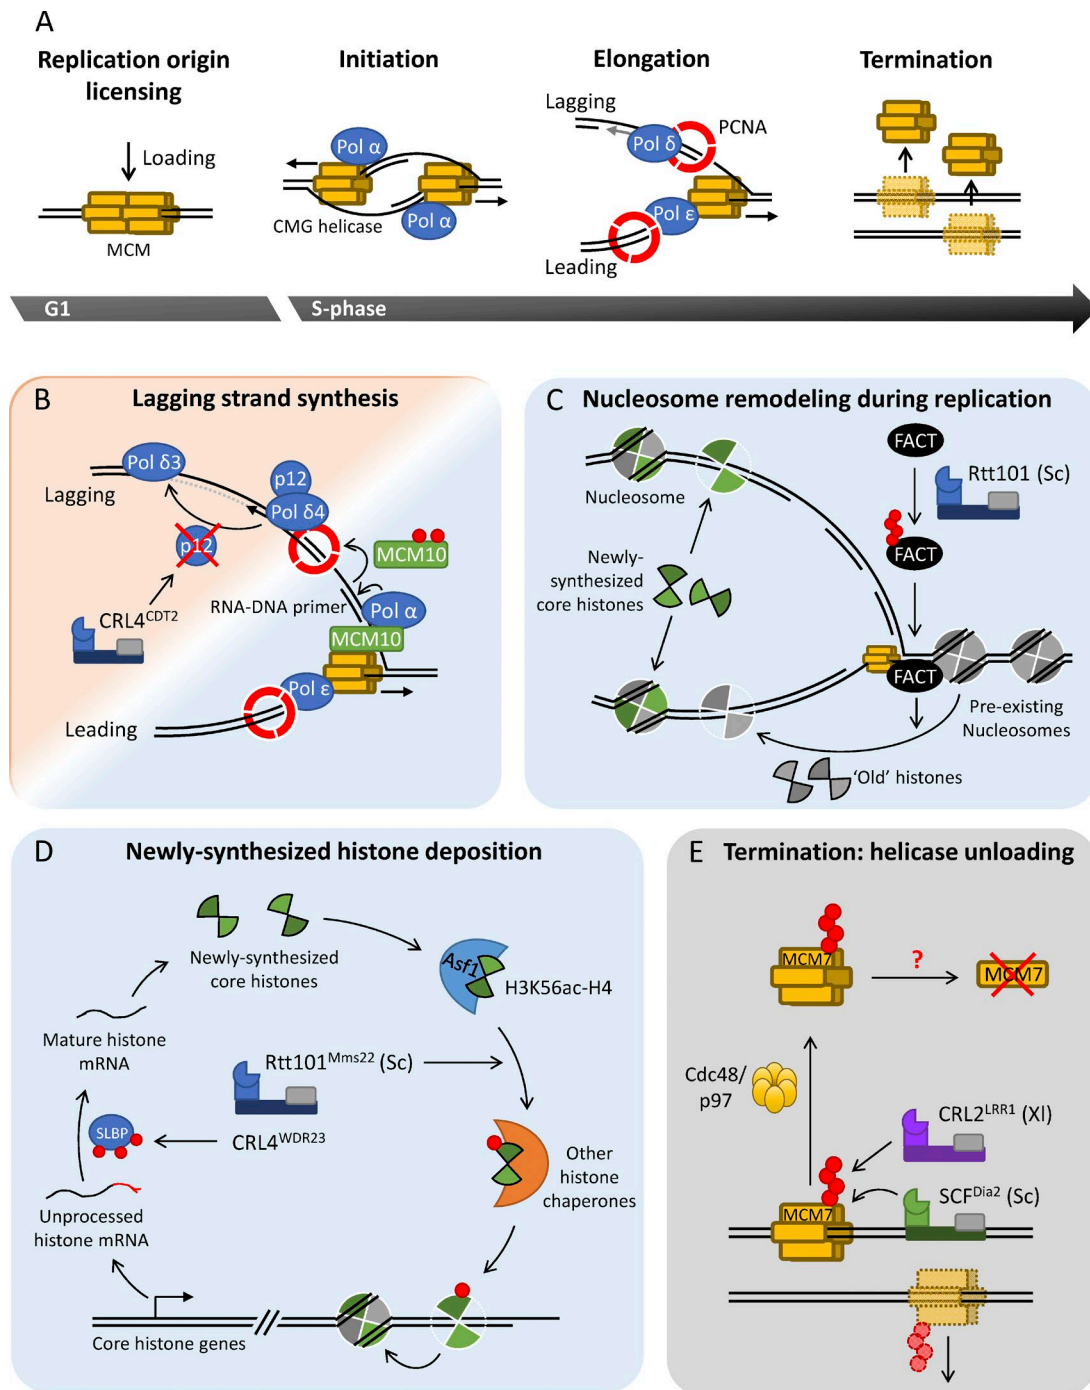 A
Replication origin
licensing
Initiation
Elongation
Termination
Loading
MCM
Pol α
CMG helicase
Pol α
Lagging
PCNA
Pol δ
Pol ε
Leading
G1
S-phase
B
Lagging strand synthesis
Pol δ3
Lagging
p12
Pol δ4
p12
MCM10
CRL4CDT2
RNA-DNA primer
Pol α
MCM10
Pol ε
Leading
C
Nucleosome remodeling during replication
FACT
Rtt101 (Sc)
Nucleosome
FACT
Newly-
synthesized
core histones
FACT
Pre-existing
Nucleosomes
'Old' histones
D
Newly-synthesized histone deposition
Newly-synthesized
core histones
Asf1
H3K56ac-H4
Mature histone
mRNA
Rtt101Mms22 (Sc)
SLBP
CRL4WDR23
Other
histone
chaperones
Unprocessed
histone mRNA
Core histone genes
E
Termination: helicase unloading
MCM7
?
MCM7
Cdc48/
p97
CRL2LRR1 (Xl)
SCFDia2 (Sc)
MCM7